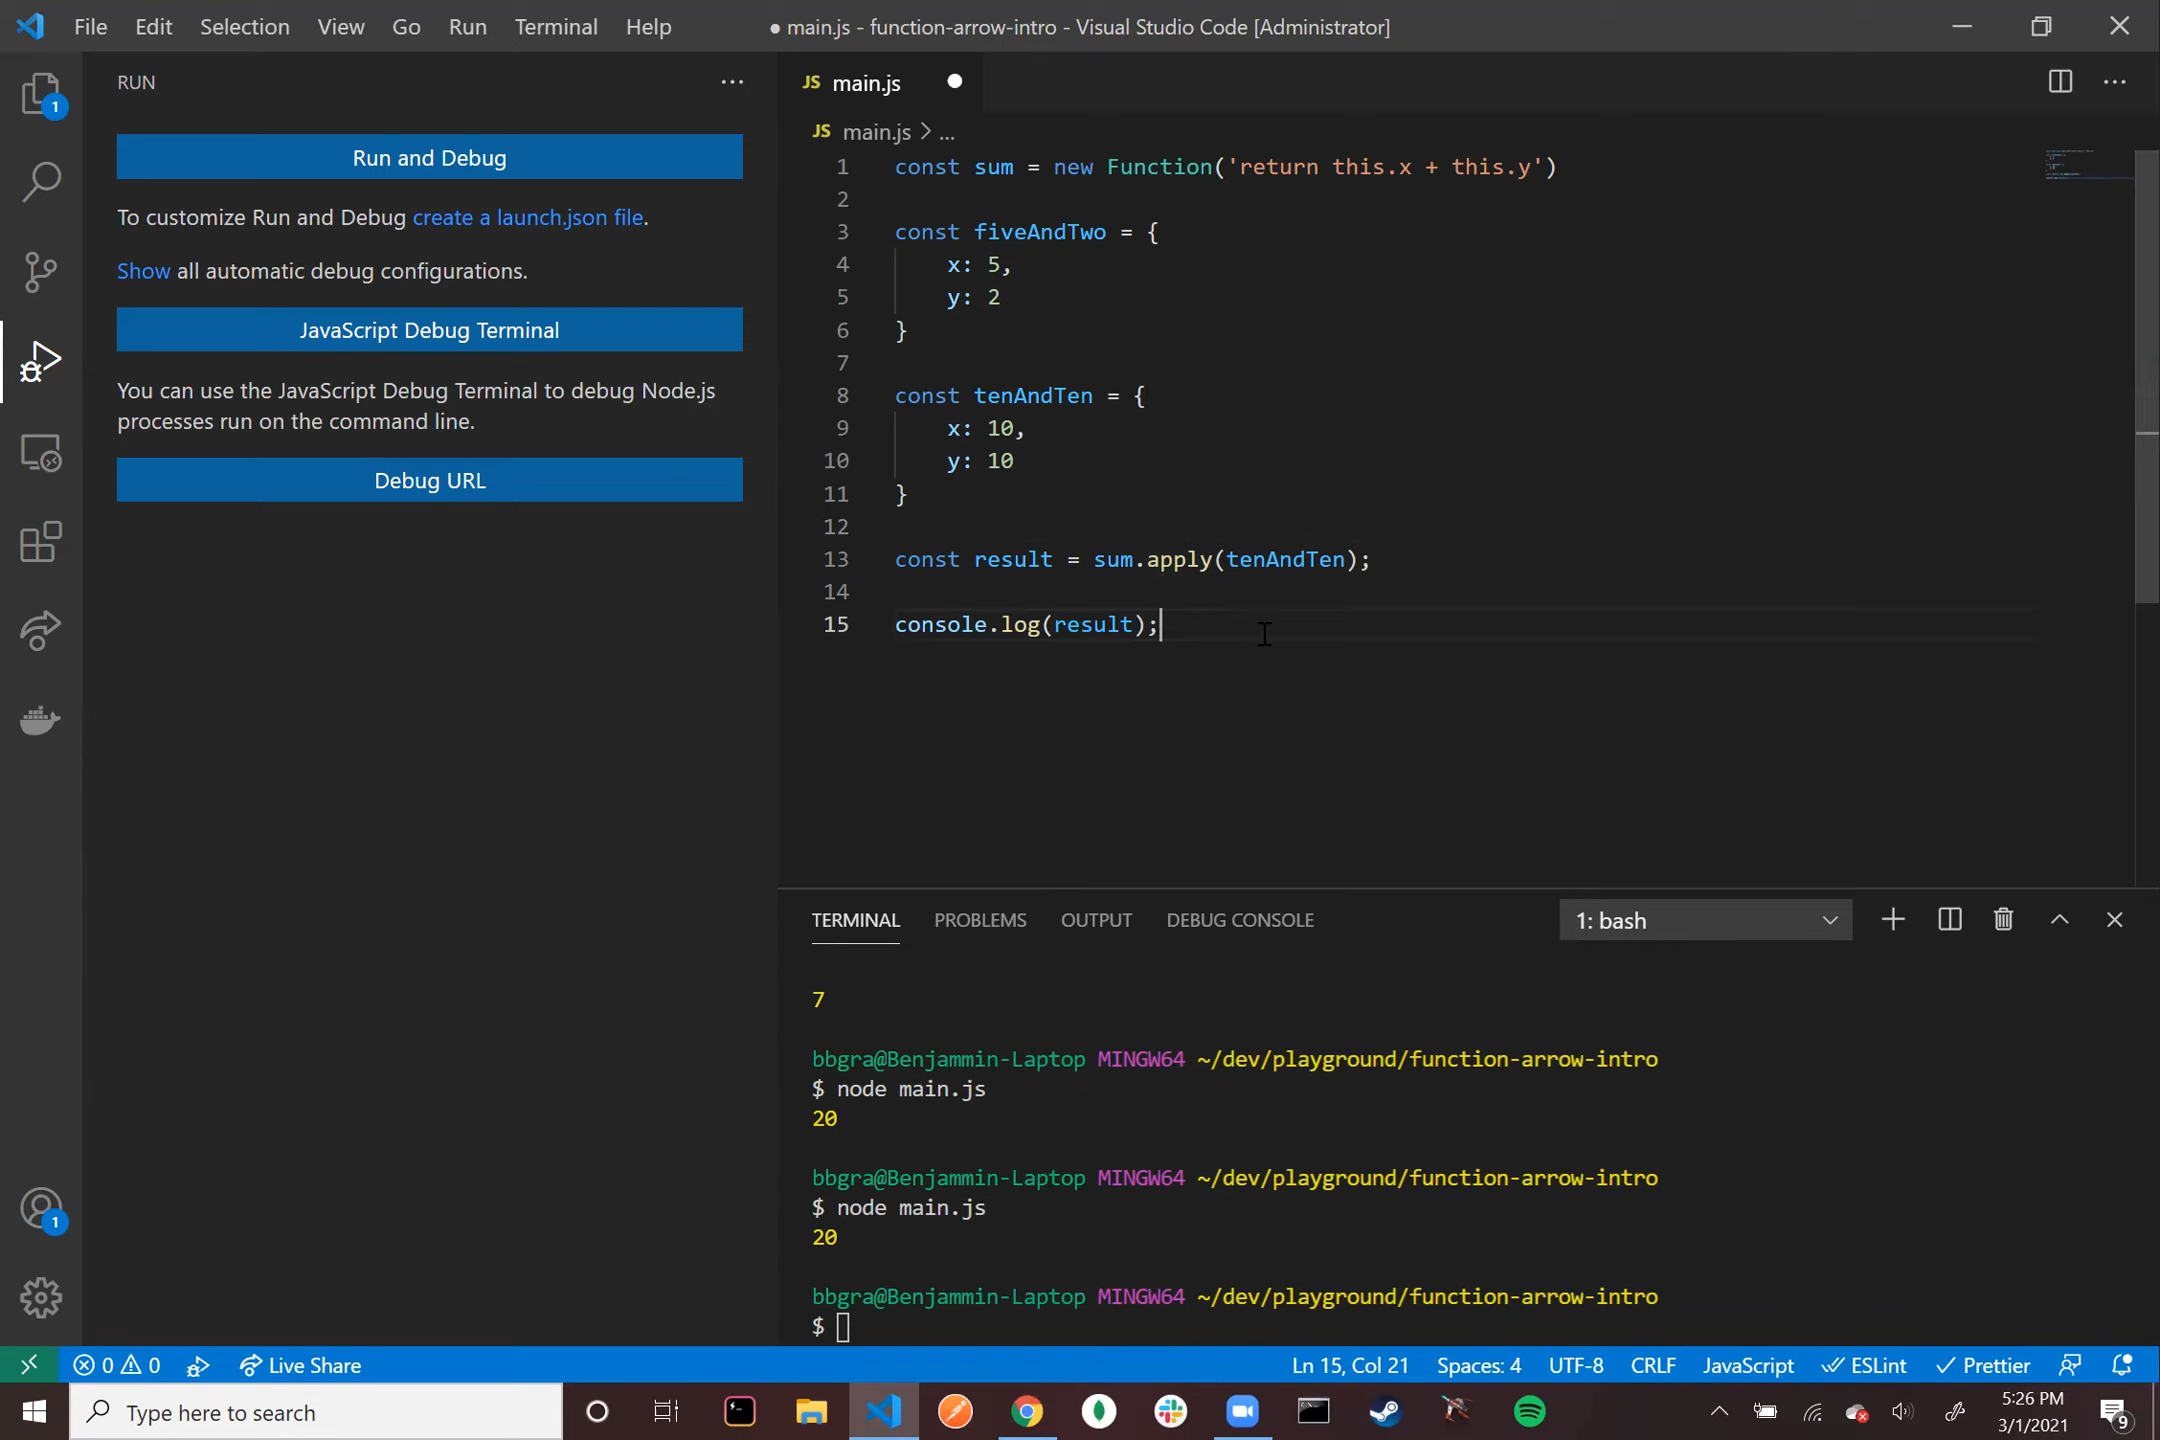 File Edit Selection View Go Run Terminal Help
● main.js - function-arrow-intro - Visual Studio Code [Administrator]
RUN
Run and Debug
To customize Run and Debug create a launch.json file.
Show all automatic debug configurations.
JavaScript Debug Terminal
You can use the JavaScript Debug Terminal to debug Node.js
processes run on the command line.
Debug URL
1
1
JS main.js
JS main.js > ...
1 const sum = new Function('return this.x + this.y')
2
3 const fiveAndTwo = {
4 x: 5,
5 y: 2
6 }
7
8 const tenAndTen = {
9 x: 10,
10 y: 10
11 }
12
13 const result = sum.apply(tenAndTen);
14
15 console.log(result);
TERMINAL PROBLEMS OUTPUT DEBUG CONSOLE 1: bash
7
bbgra@Benjammin-Laptop MINGW64 ~/dev/playground/function-arrow-intro
$ node main.js
20
bbgra@Benjammin-Laptop MINGW64 ~/dev/playground/function-arrow-intro
$ node main.js
20
bbgra@Benjammin-Laptop MINGW64 ~/dev/playground/function-arrow-intro
$
0 0 Live Share Ln 15, Col 21 Spaces: 4 UTF-8 CRLF JavaScript ESLint Prettier
Type here to search
5:26 PM
3/1/2021
9